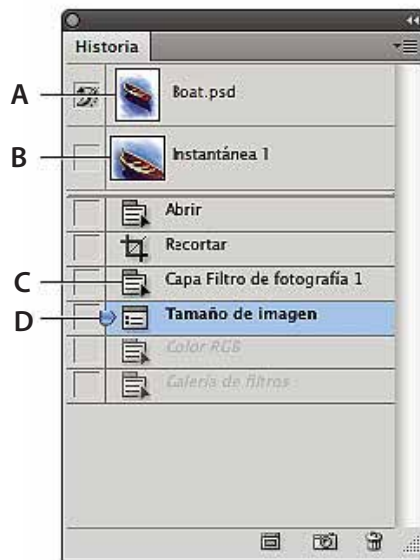 Historia
A
Boat.psd
B
Instantánea 1
Abrir
Recortar
C
Capa Filtro de fotografía 1
D
Tamaño de imagen
Color RGB
Galería de filtros